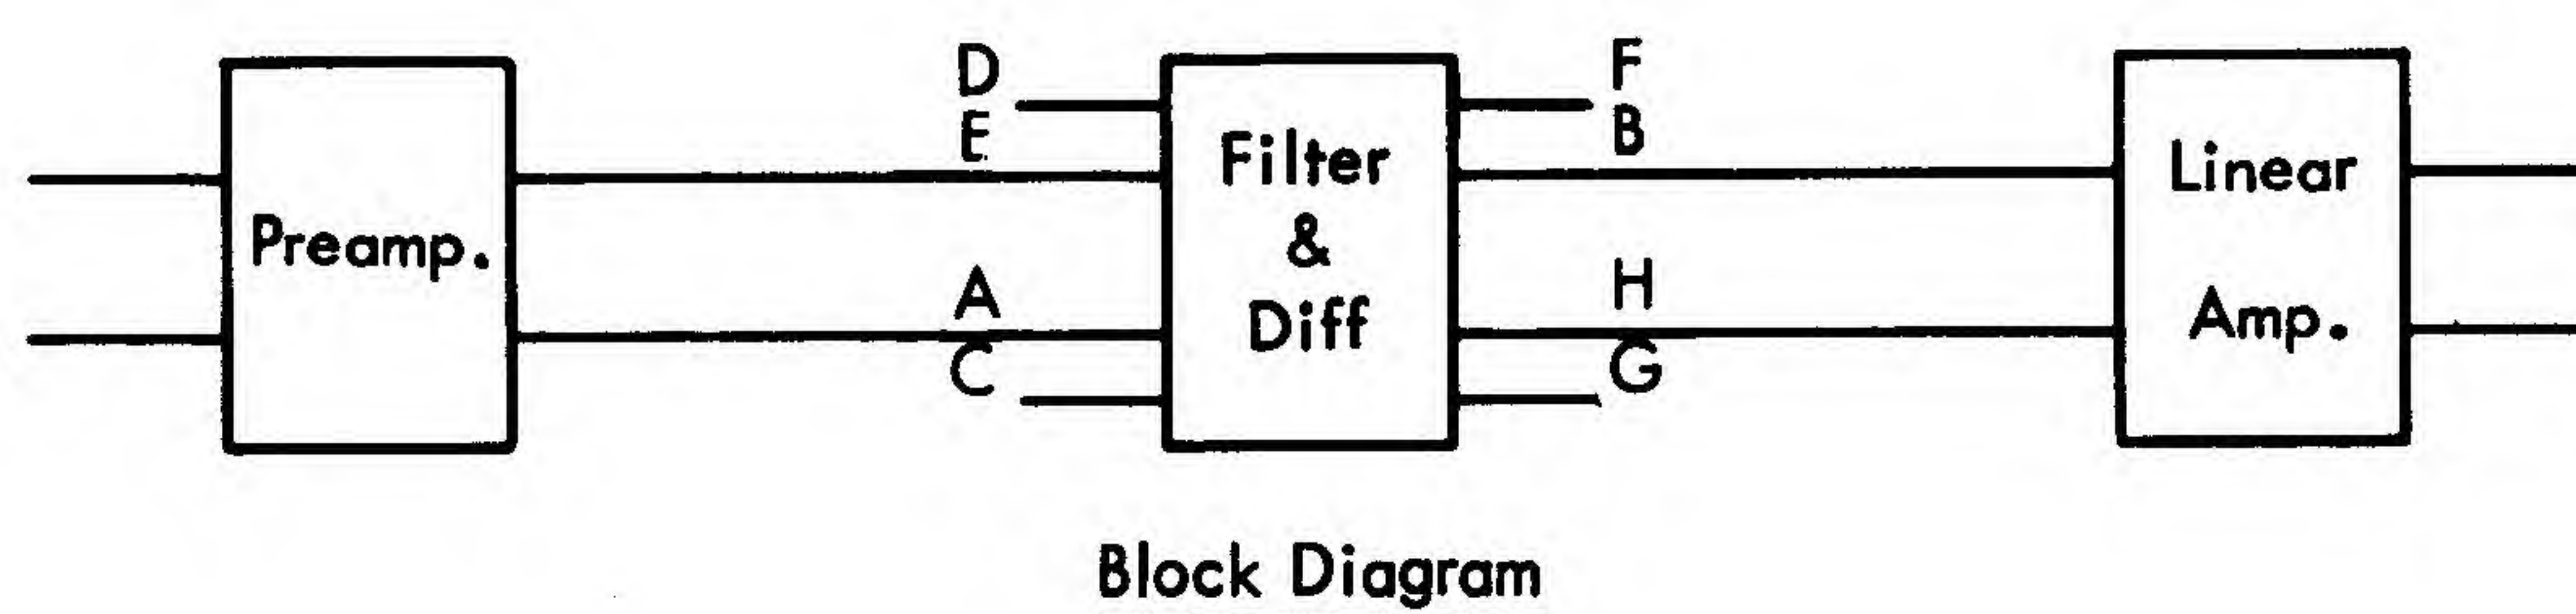 Preamp.
D
E
A
C
Filter
&
Diff
F
B
H
G
Linear
Amp.
Block Diagram